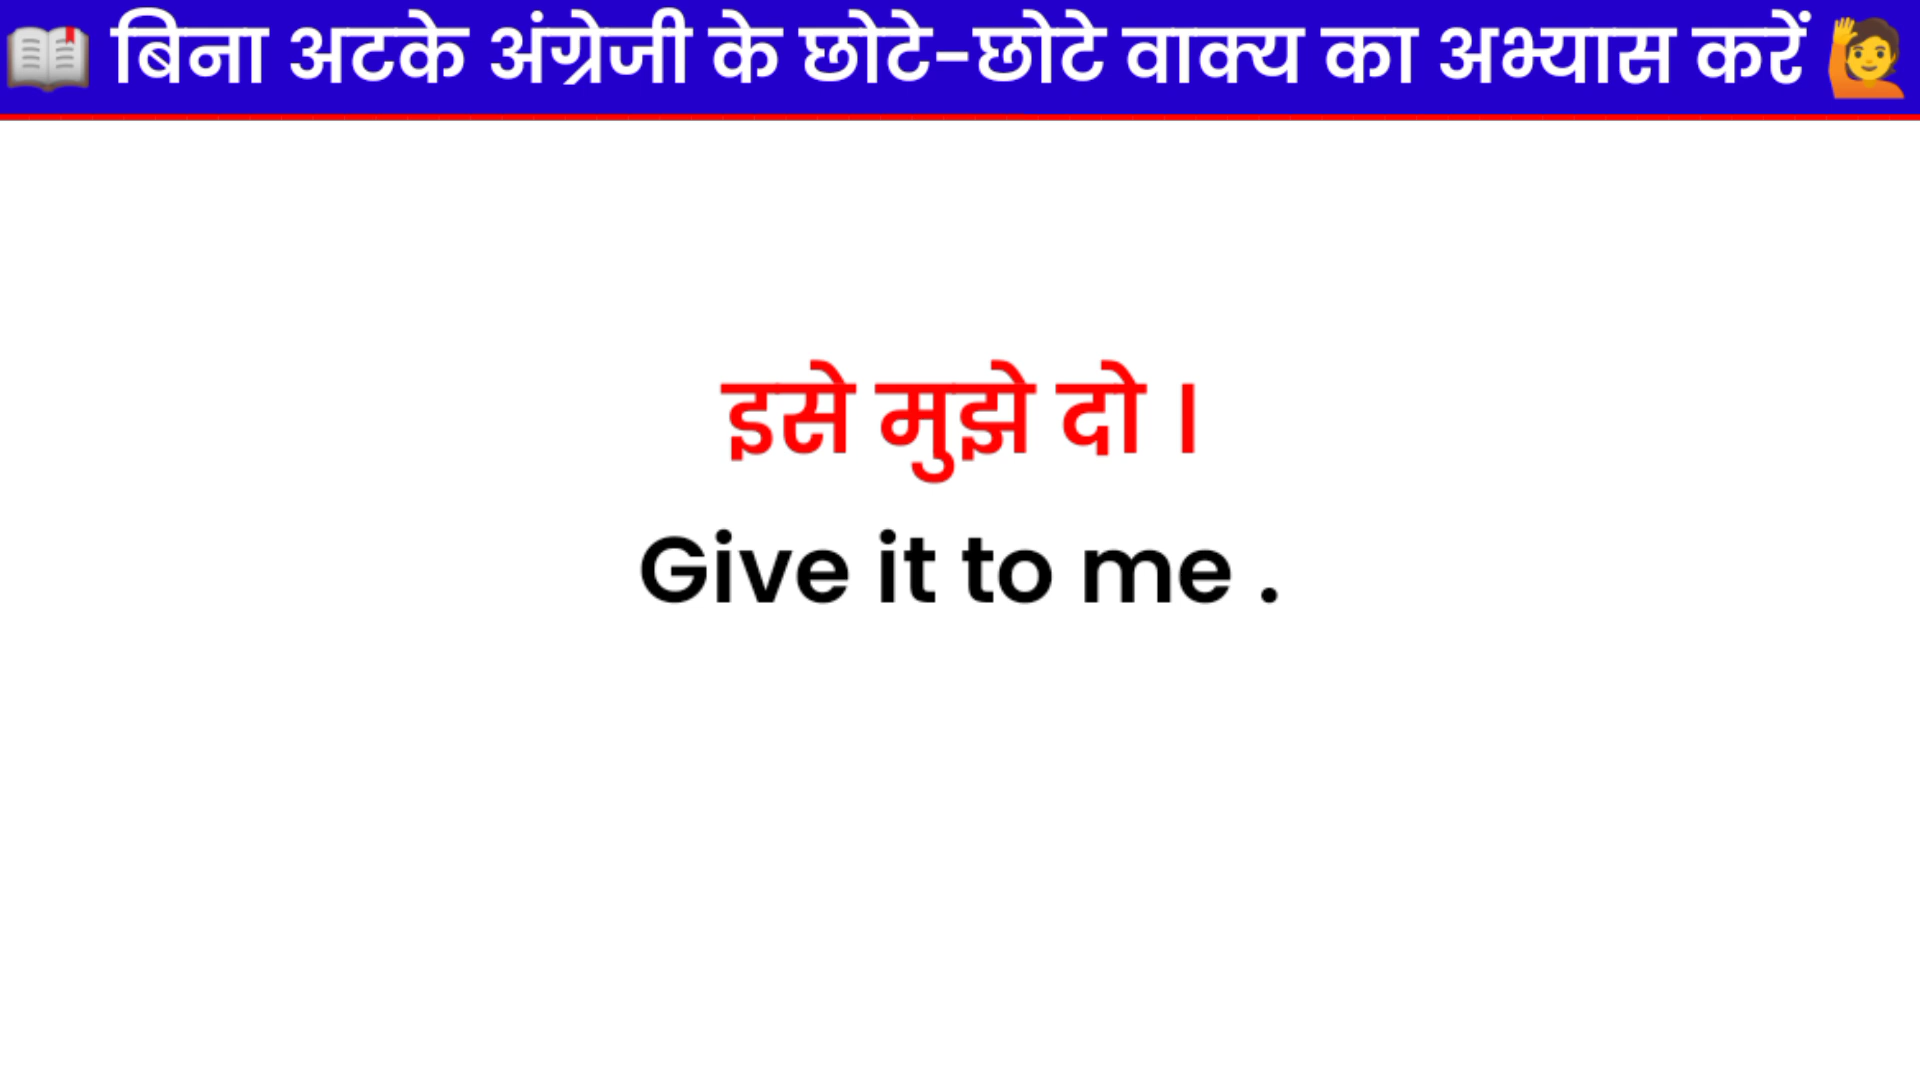 बिना अटके अंग्रेजी के छोटे-छोटे वाक्य का अभ्यास करें
इसे मुझे दो ।
Give it to me .